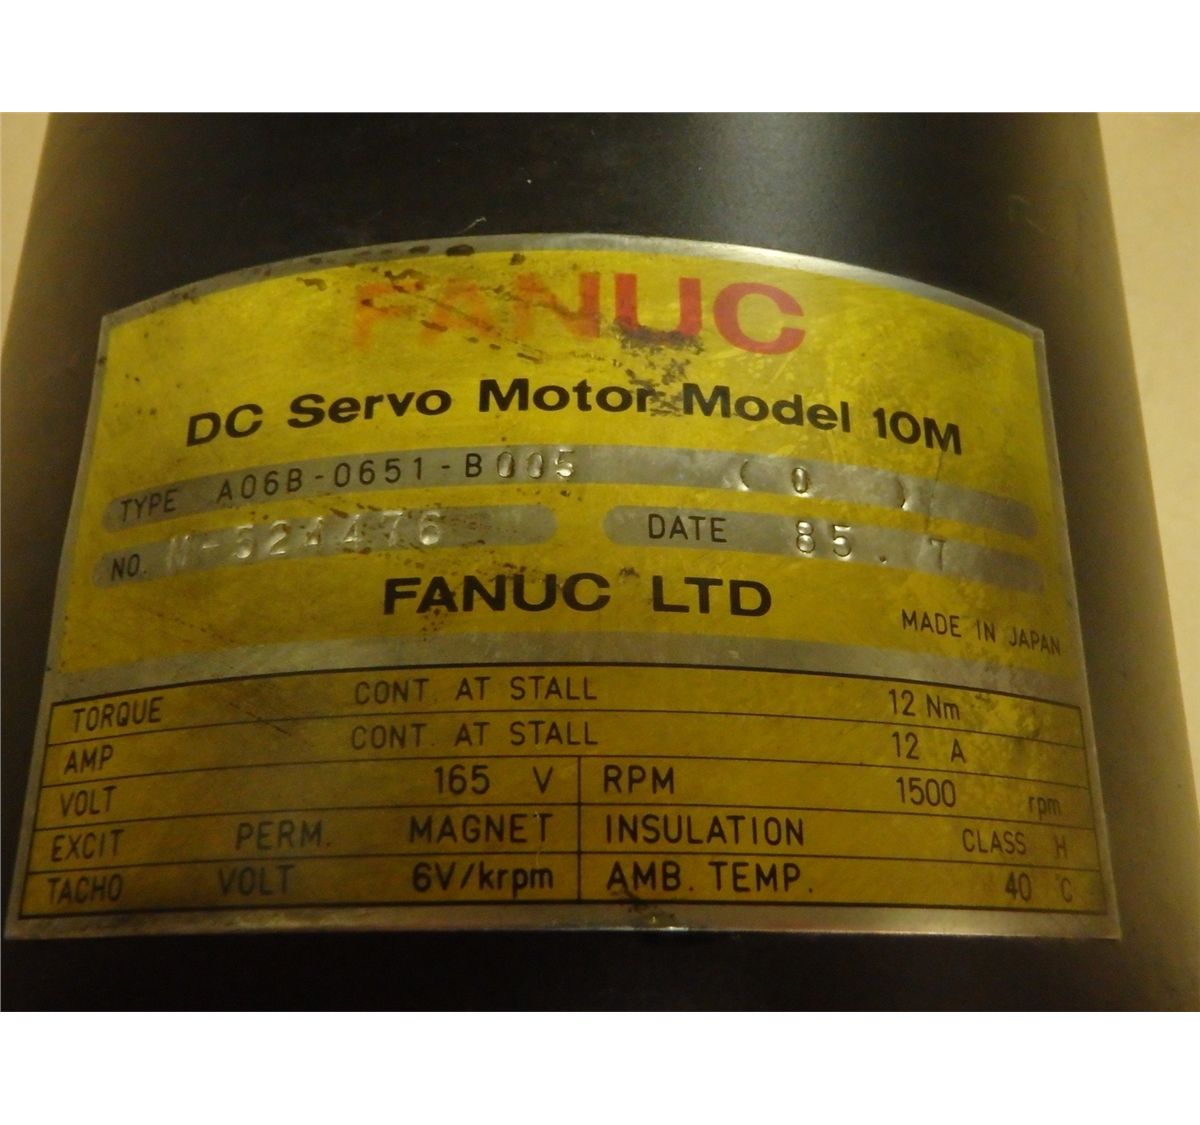 FANUC
DC Servo Motor Model 10M
TYPE A06B-0651-B005 ( 0 )
NO. DATE 85.7
FANUC LTD
MADE IN JAPAN
TORQUE CONT. AT STALL 12 Nm
AMP CONT. AT STALL 12 A
VOLT 165 V RPM 1500 rpm
EXCIT PERM. MAGNET INSULATION CLASS H
TACHO VOLT 6V/krpm AMB. TEMP. 40 °C